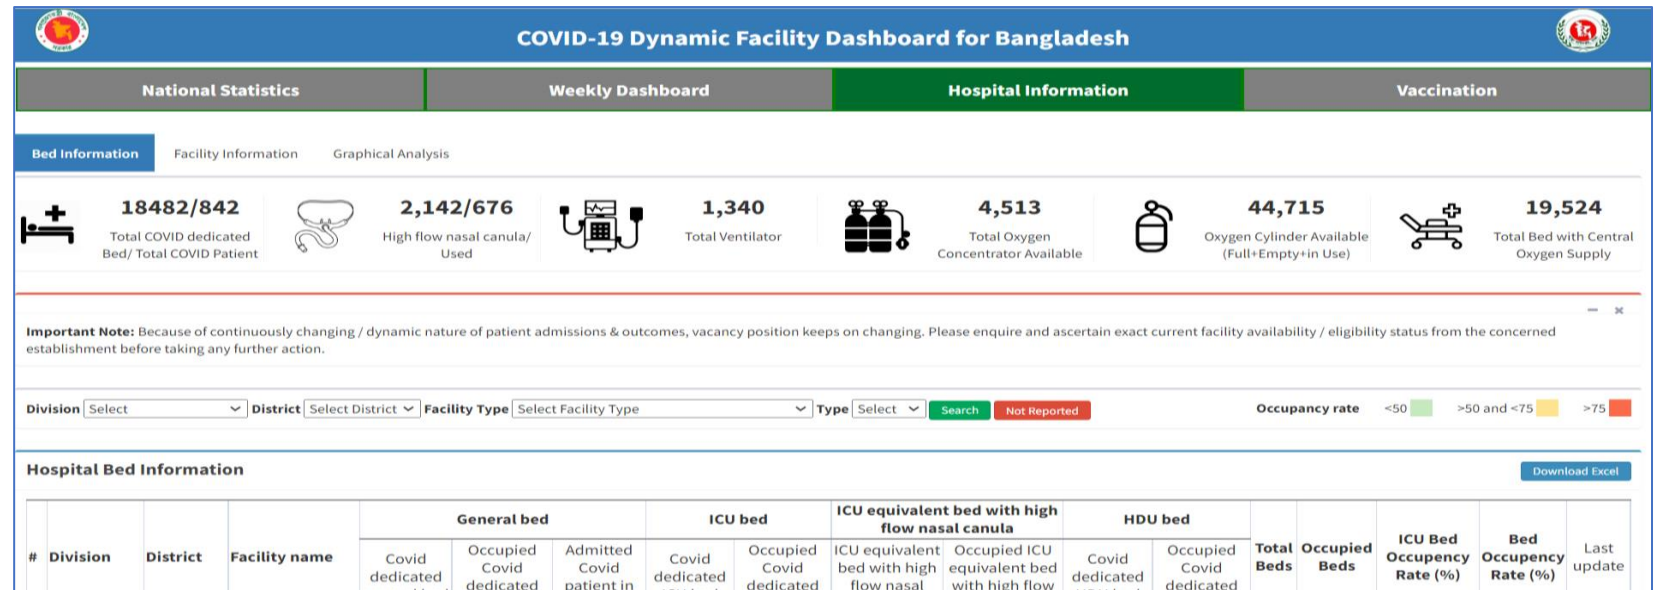 COVID-19 Dynamic Facility Dashboard for Bangladesh
National Statistics
Weekly Dashboard
Hospital Information
Vaccination
Bed Information
Facility Information
Graphical Analysis
18482/842
Total COVID dedicated
Bed/ Total COVID Patient
2,142/676
High flow nasal canula/
Used
1,340
Total Ventilator
4,513
Total Oxygen
Concentrator Available
44,715
Oxygen Cylinder Available
(Full+Empty+in Use)
19,524
Total Bed with Central
Oxygen Supply
Important Note: Because of continuously changing / dynamic nature of patient admissions & outcomes, vacancy position keeps on changing. Please enquire and ascertain exact current facility availability / eligibility status from the concerned
establishment before taking any further action.
Division Select District Select District Facility Type Select Facility Type Type Select Search Not Reported Occupancy rate <50 >50 and <75 >75
Hospital Bed Information
Download Excel
# Division District Facility name
General bed
Covid
dedicated
Occupied
Covid
dedicated
Admitted
Covid
patient in
ICU bed
Covid
dedicated
Occupied
Covid
dedicated
ICU equivalent bed with high
flow nasal canula
ICU equivalent
bed with high
flow nasal
Occupied ICU
equivalent bed
with high flow
HDU bed
Covid
dedicated
Occupied
Covid
dedicated
Total
Beds
Occupied
Beds
ICU Bed
Occupency
Rate (%)
Bed
Occupency
Rate (%)
Last
update